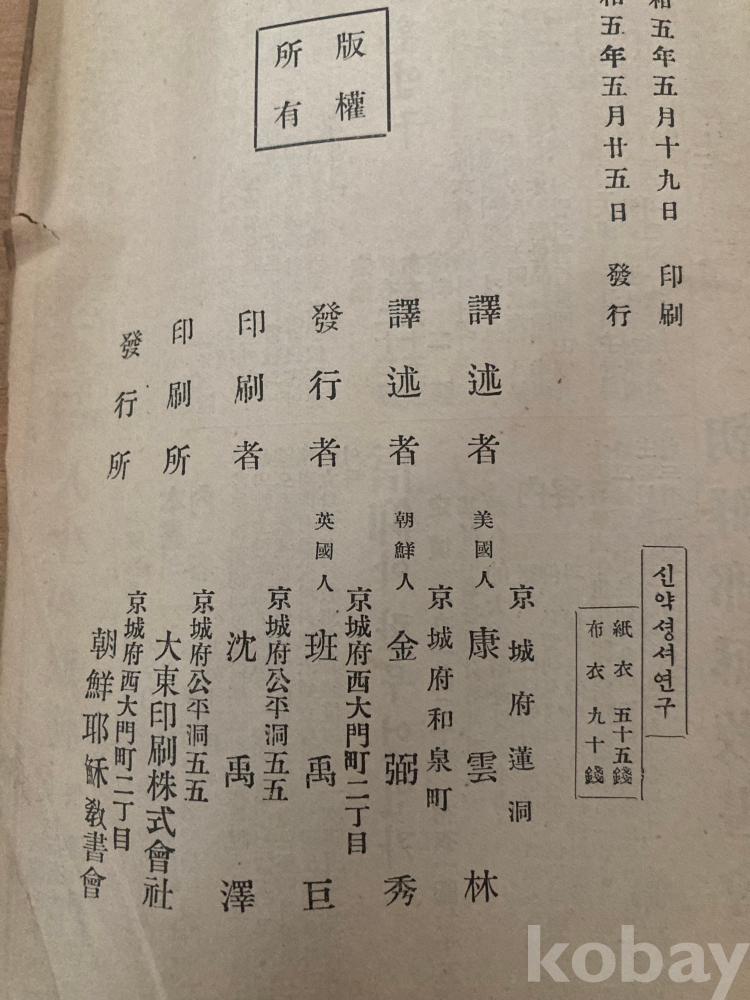 和五年五月十九日 印刷
和五年五月廿五日 發行
版權
所有
신약셩셔연구
紙衣 五十五錢
布衣 九十錢
京城府蓮洞
譯述者 美國人 康雲林
京城府和泉町
譯述者 朝鮮人 金弼秀
京城府西大門町二丁目
發行者 英國人 班禹巨
京城府公平洞五五
印刷者 沈禹澤
京城府公平洞五五
印刷所 大東印刷株式會社
京城府西大門町二丁目
發行所 朝鮮耶穌敎書會
kobay